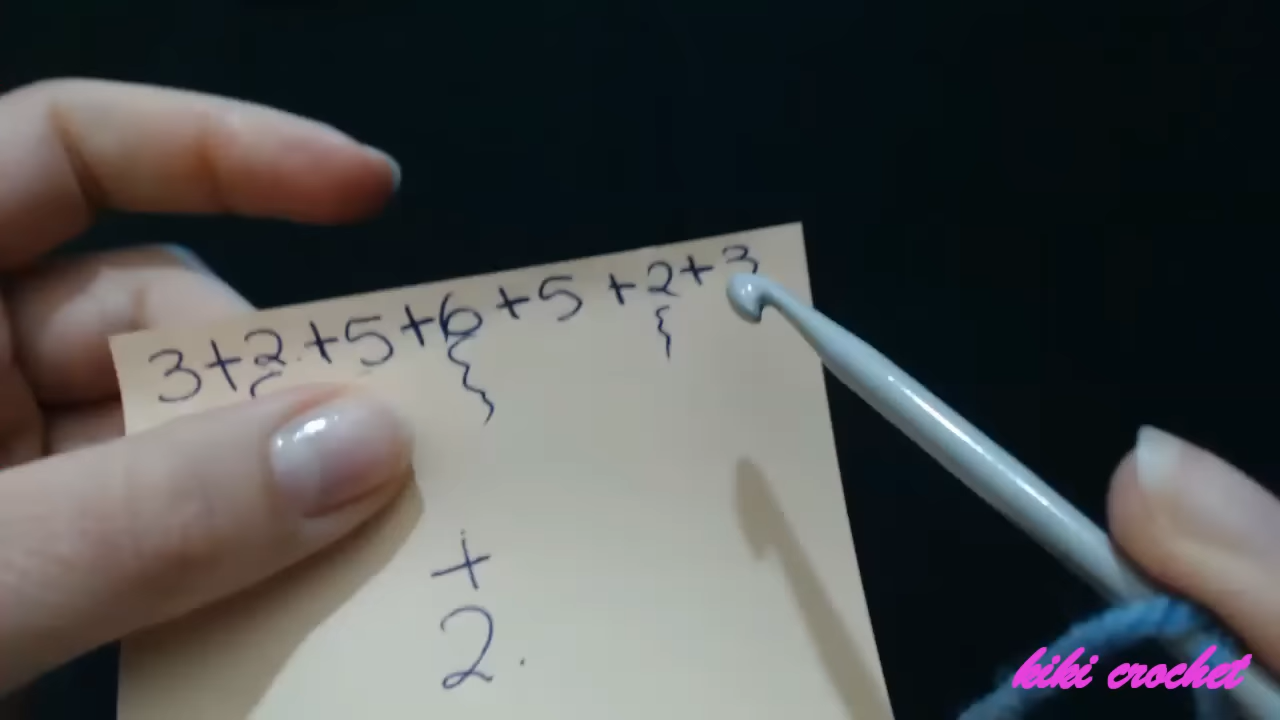 3+2+5+6+5+2+3
+
2.
kiki crochet